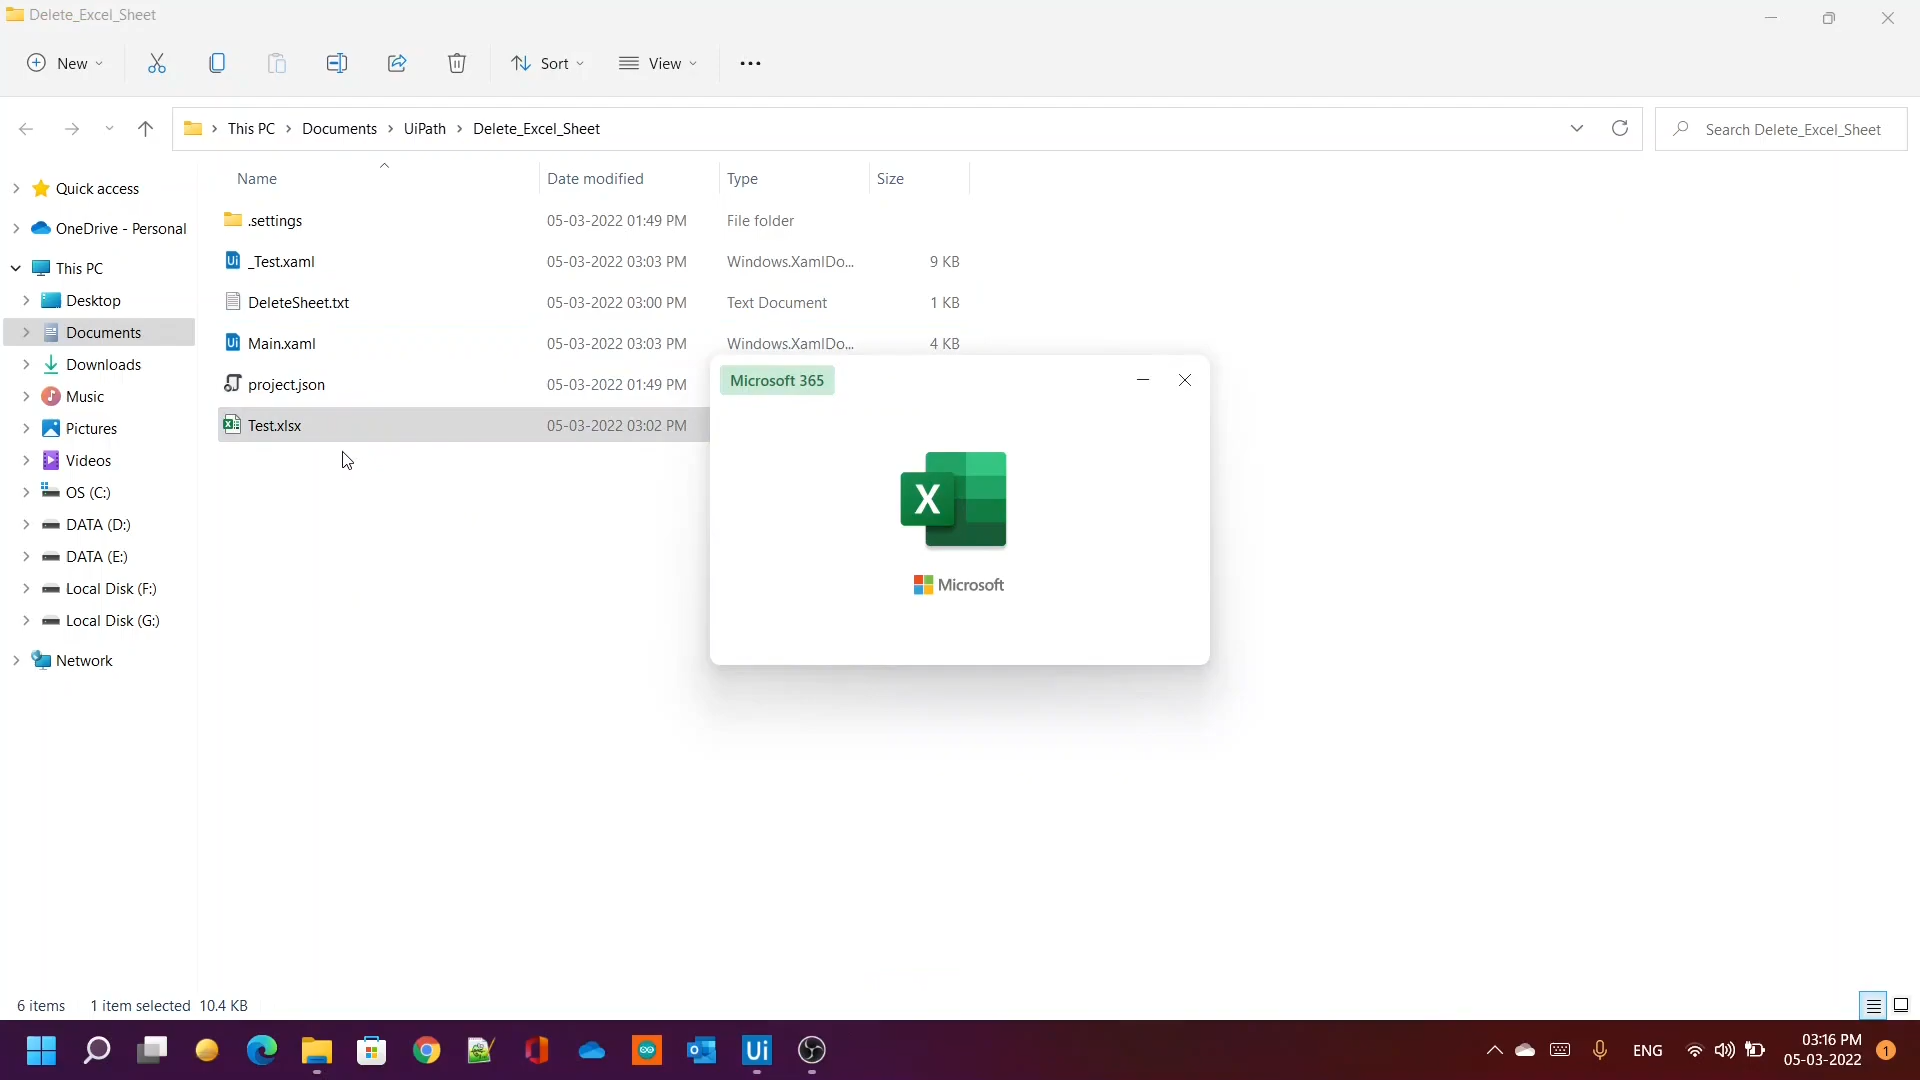 Delete_Excel_Sheet
New
Sort
View
This PC
Documents
UiPath
Delete_Excel_Sheet
Search Delete_Excel_Sheet
Name
Date modified
Type
Size
.settings
05-03-2022 01:49 PM
File folder
_Test.xaml
05-03-2022 03:03 PM
Windows.XamlDo...
9 KB
DeleteSheet.txt
05-03-2022 03:00 PM
Text Document
1 KB
Main.xaml
05-03-2022 03:03 PM
Windows.XamlDo...
4 KB
project.json
05-03-2022 01:49 PM
Test.xlsx
05-03-2022 03:02 PM
Quick access
OneDrive - Personal
This PC
Desktop
Documents
Downloads
Music
Pictures
Videos
OS (C:)
DATA (D:)
DATA (E:)
Local Disk (F:)
Local Disk (G:)
Network
Microsoft 365
X
Microsoft
6 items
1 item selected 10.4 KB
Ui
ENG
03:16 PM
05-03-2022
1